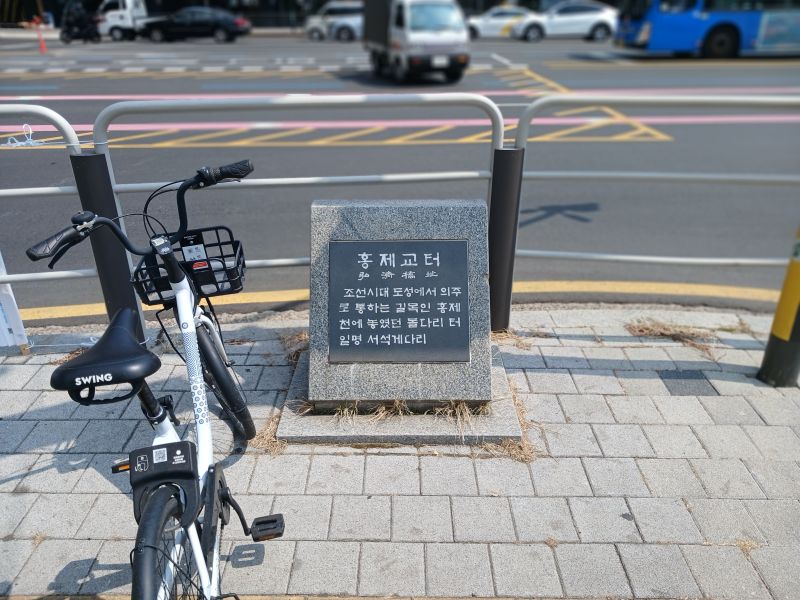 홍제교터
弘濟橋址
조선시대 도성에서 의주
로 통하는 길목인 홍제
천에 놓였던 돌다리 터
일명 서석게다리
SWING